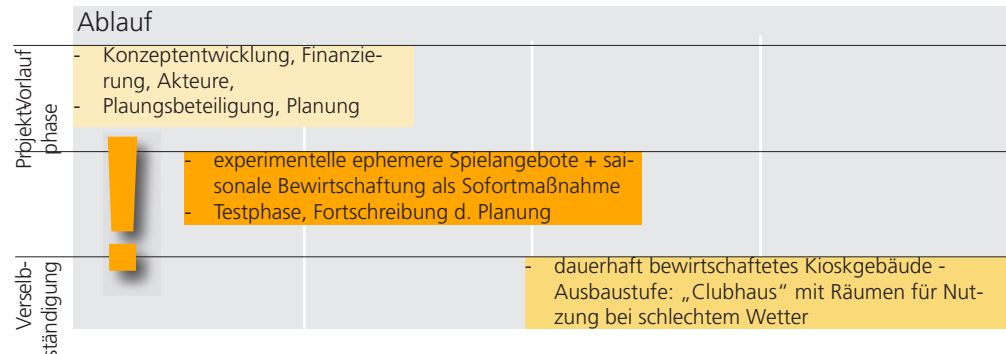 Ablauf
Projekt-Vorlauf
phase
- Konzeptentwicklung, Finanzie-
rung, Akteure,
- Plaungsbeteiligung, Planung
!
- experimentelle ephemere Spielangebote + sai-
sonale Bewirtschaftung als Sofortmaßnahme
- Testphase, Fortschreibung d. Planung
Verselb-
ständigung
- dauerhaft bewirtschaftetes Kioskgebäude -
Ausbaustufe: „Clubhaus“ mit Räumen für Nut-
zung bei schlechtem Wetter